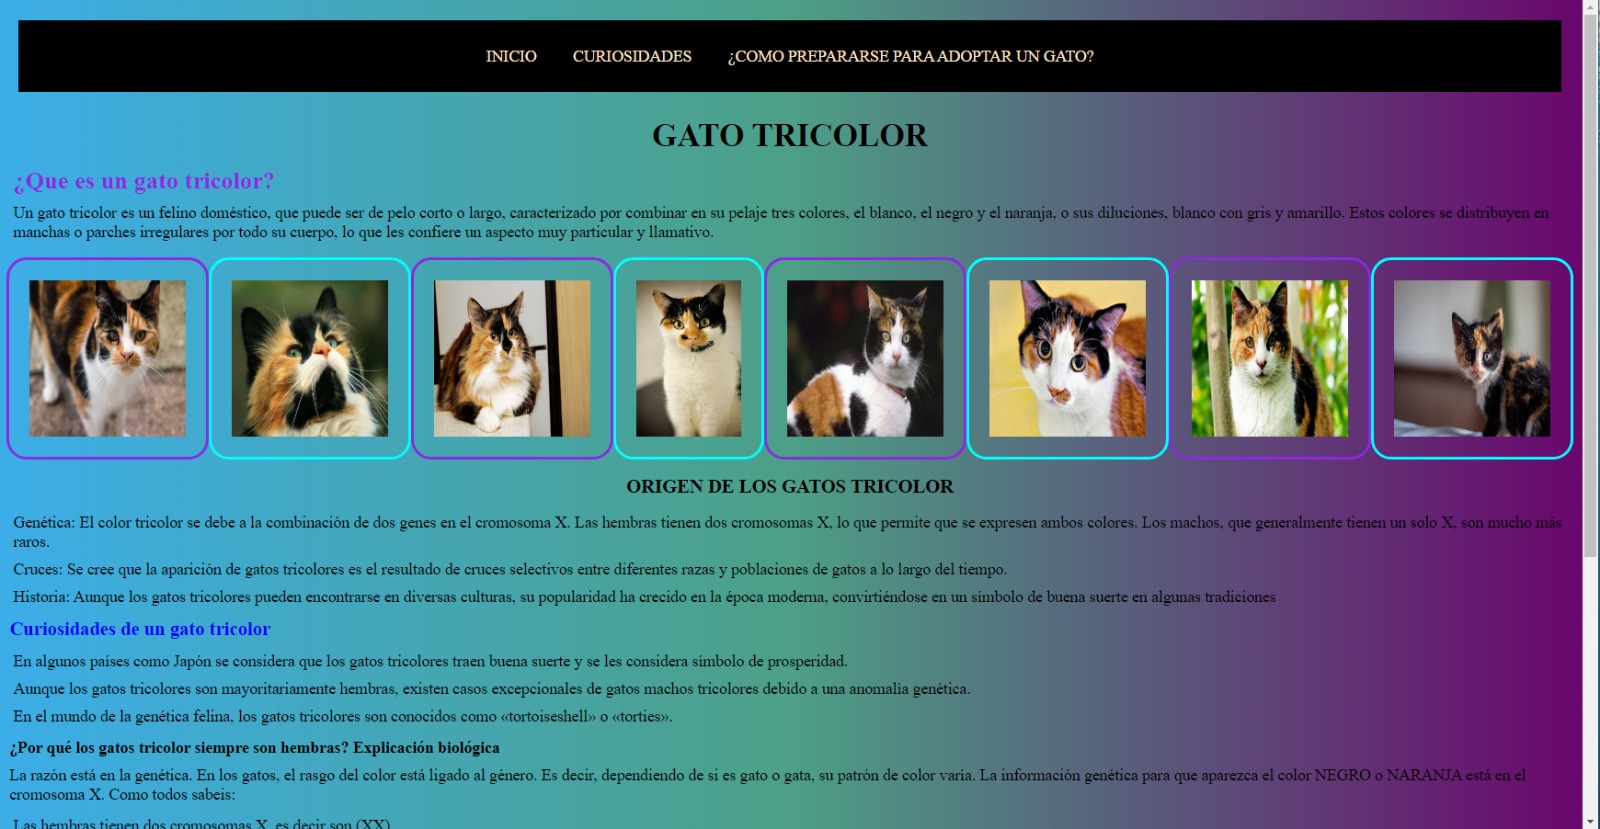 INICIO CURIOSIDADES ¿COMO PREPARARSE PARA ADOPTAR UN GATO?
GATO TRICOLOR
¿Que es un gato tricolor?
Un gato tricolor es un felino doméstico, que puede ser de pelo corto o largo, caracterizado por combinar en su pelaje tres colores, el blanco, el negro y el naranja, o sus diluciones, blanco con gris y amarillo. Estos colores se distribuyen en
manchas o parches irregulares por todo su cuerpo, lo que les confiere un aspecto muy particular y llamativo.
ORIGEN DE LOS GATOS TRICOLOR
Genética: El color tricolor se debe a la combinación de dos genes en el cromosoma X. Las hembras tienen dos cromosomas X, lo que permite que se expresen ambos colores. Los machos, que generalmente tienen un solo X, son mucho más
raros.
Cruces: Se cree que la aparición de gatos tricolores es el resultado de cruces selectivos entre diferentes razas y poblaciones de gatos a lo largo del tiempo.
Historia: Aunque los gatos tricolores pueden encontrarse en diversas culturas, su popularidad ha crecido en la época moderna, convirtiéndose en un símbolo de buena suerte en algunas tradiciones
Curiosidades de un gato tricolor
En algunos países como Japón se considera que los gatos tricolores traen buena suerte y se les considera símbolo de prosperidad.
Aunque los gatos tricolores son mayoritariamente hembras, existen casos excepcionales de gatos machos tricolores debido a una anomalía genética.
En el mundo de la genética felina, los gatos tricolores son conocidos como «tortoiseshell» o «torties».
¿Por qué los gatos tricolor siempre son hembras? Explicación biológica
La razón está en la genética. En los gatos, el rasgo del color está ligado al género. Es decir, dependiendo de si es gato o gata, su patrón de color varía. La información genética para que aparezca el color NEGRO o NARANJA está en el
cromosoma X. Como todos sabeis:
Las hembras tienen dos cromosomas X, es decir son (XX)